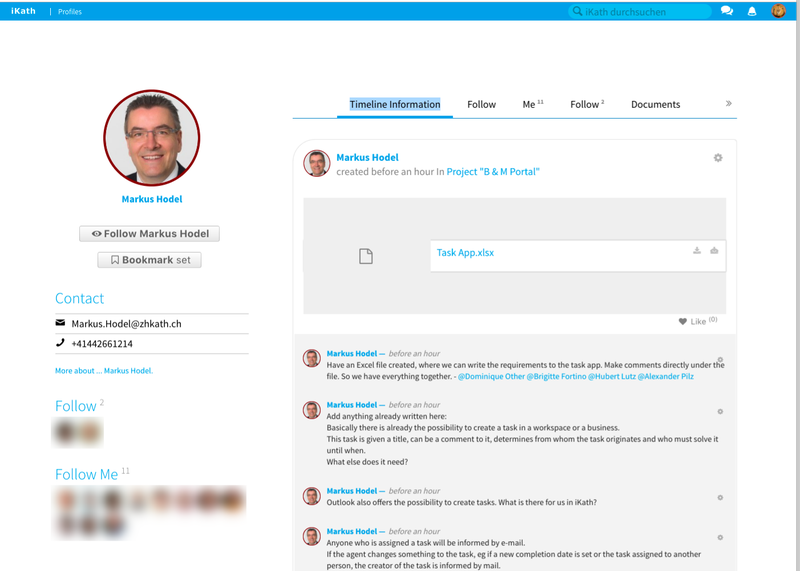 iKath | Profiles
iKath durchsuchen
Timeline Information
Follow
Me 11
Follow 2
Documents
»
Markus Hodel
Follow Markus Hodel
Bookmark set
Contact
Markus.Hodel@zhkath.ch
+41442661214
More about ... Markus Hodel.
Follow 2
Follow Me 11
Markus Hodel
created before an hour In Project "B & M Portal"
Task App.xlsx
Like (0)
Markus Hodel — before an hour
Have an Excel file created, where we can write the requirements to the task app. Make comments directly under the
file. So we have everything together. - @Dominique Other @Brigitte Fortino @Hubert Lutz @Alexander Pilz
Markus Hodel — before an hour
Add anything already written here:
Basically there is already the possibility to create a task in a workspace or a business.
This task is given a title, can be a comment to it, determines from whom the task originates and who must solve it
until when.
What else does it need?
Markus Hodel — before an hour
Outlook also offers the possibility to create tasks. What is there for us in iKath?
Markus Hodel — before an hour
Anyone who is assigned a task will be informed by e-mail.
If the agent changes something to the task, eg if a new completion date is set or the task assigned to another
person, the creator of the task is informed by mail.